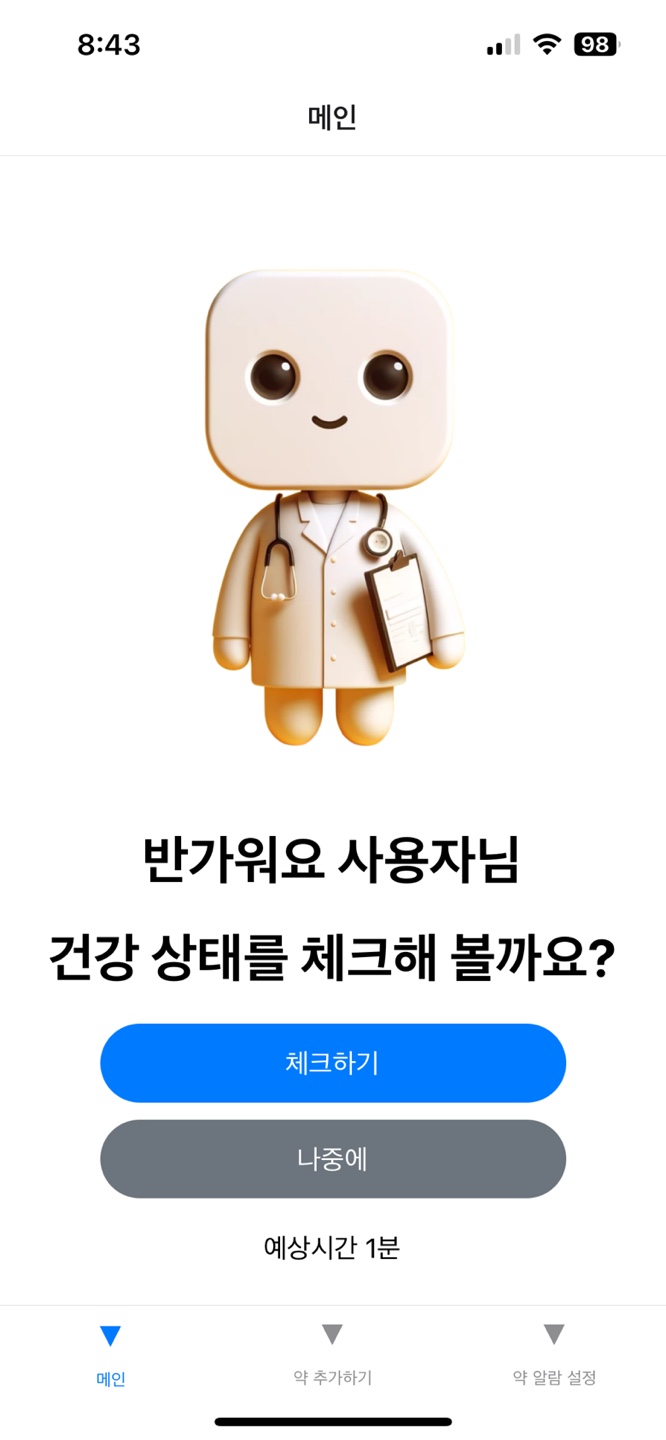 8:43
98
메인
반가워요 사용자님
건강 상태를 체크해 볼까요?
체크하기
나중에
예상시간 1분
메인
약 추가하기
약 알람 설정